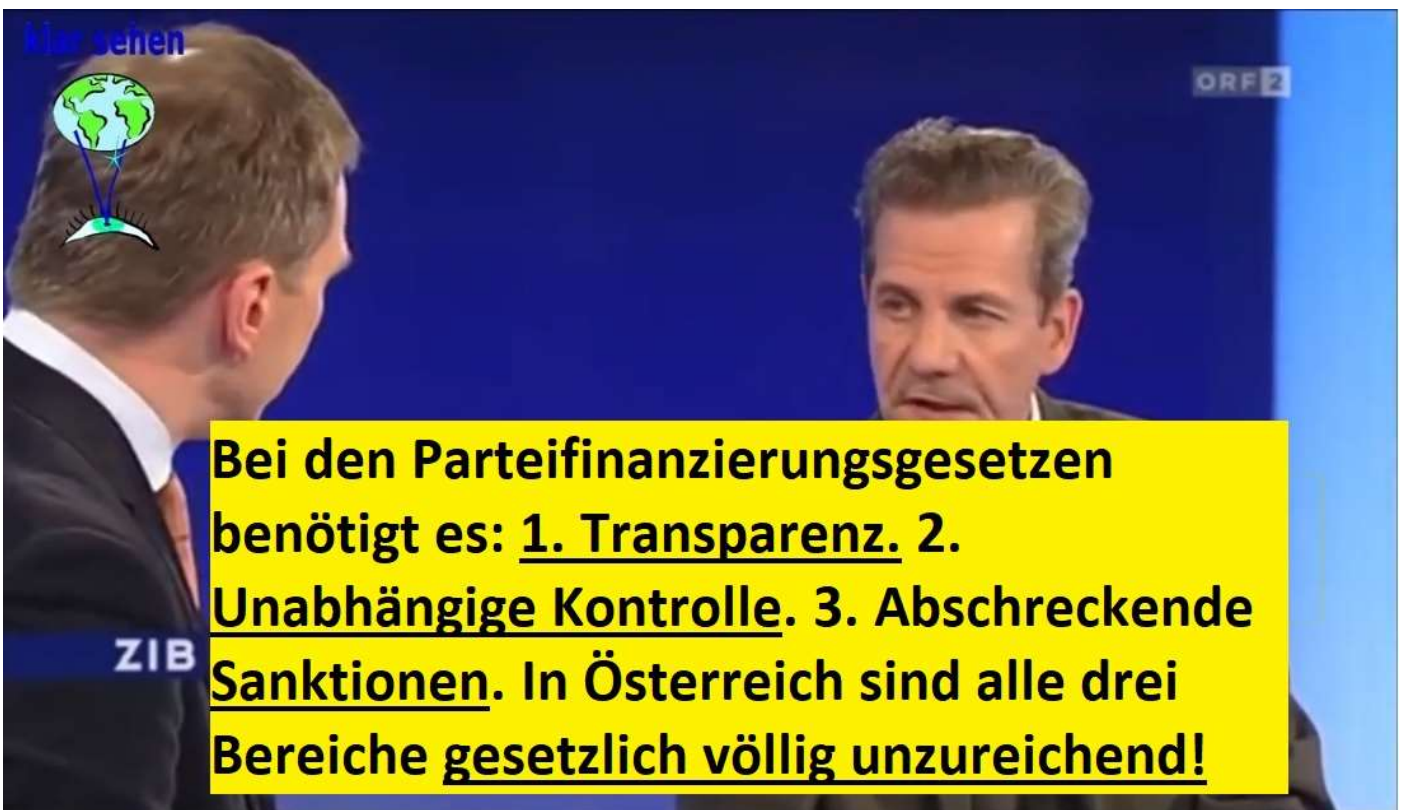 klar sehen
ORF 2
Bei den Parteifinanzierungsgesetzen
benötigt es: 1. Transparenz. 2.
Unabhängige Kontrolle. 3. Abschreckende
Sanktionen. In Österreich sind alle drei
Bereiche gesetzlich völlig unzureichend!
ZIB